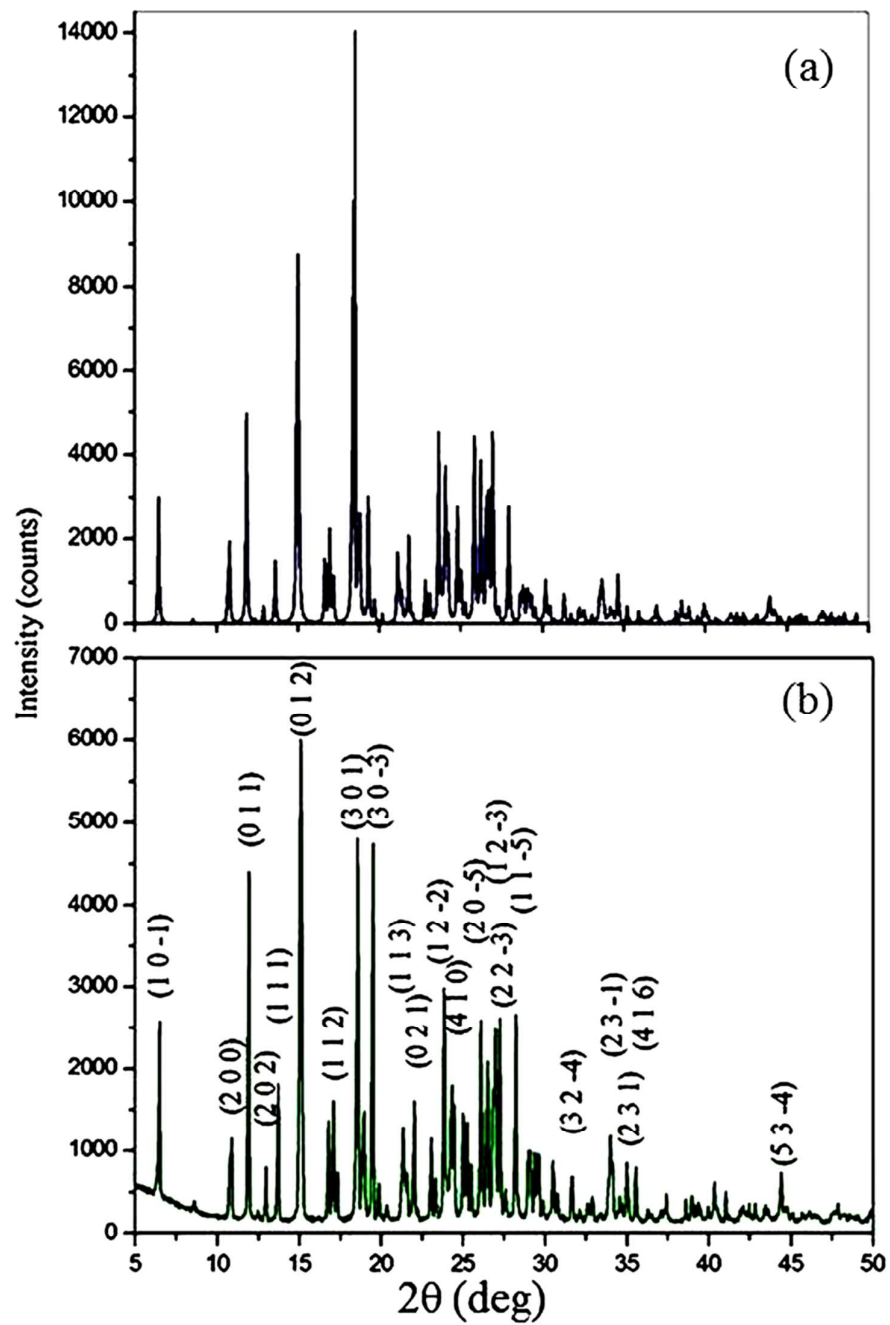 14000
(a)
12000
10000
8000
6000
4000
2000
0
Intensity (counts)
7000
(b)
6000
5000
4000
3000
2000
1000
0
(1 0 -1)
(2 0 0)
(0 1 1)
(2 0 2)
(1 1 1)
(0 1 2)
(1 1 2)
(3 0 1)
(3 0 -3)
(1 1 3)
(0 2 1)
(1 2 -2)
(4 1 0)
(2 0 -5)
(1 2 -3)
(2 2 -3)
(1 1 -5)
(3 2 -4)
(2 3 -1)
(2 3 1)
(4 1 6)
(5 3 -4)
5 10 15 20 25 30 35 40 45 50
2θ (deg)